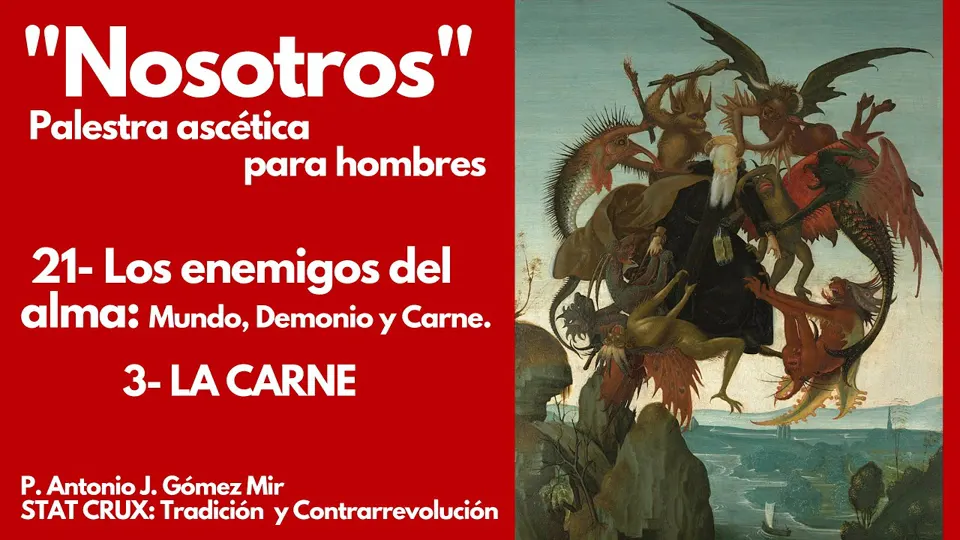 "Nosotros"
Palestra ascética
para hombres
21- Los enemigos del
alma: Mundo, Demonio y Carne.
3- LA CARNE
P. Antonio J. Gómez Mir
STAT CRUX: Tradición y Contrarrevolución